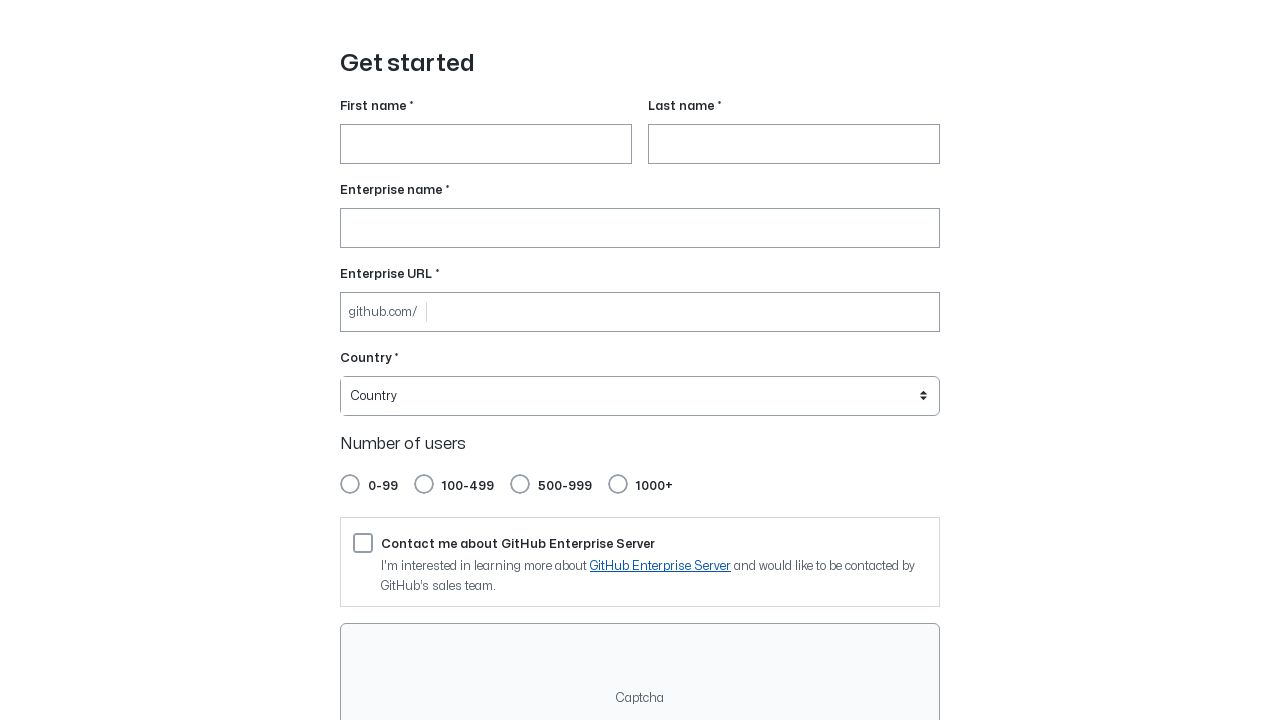 Get started
First name *
Last name *
Enterprise name *
Enterprise URL *
github.com/
Country *
Country
Number of users
0-99 100-499 500-999 1000+
Contact me about GitHub Enterprise Server
I'm interested in learning more about GitHub Enterprise Server and would like to be contacted by
GitHub's sales team.
Captcha